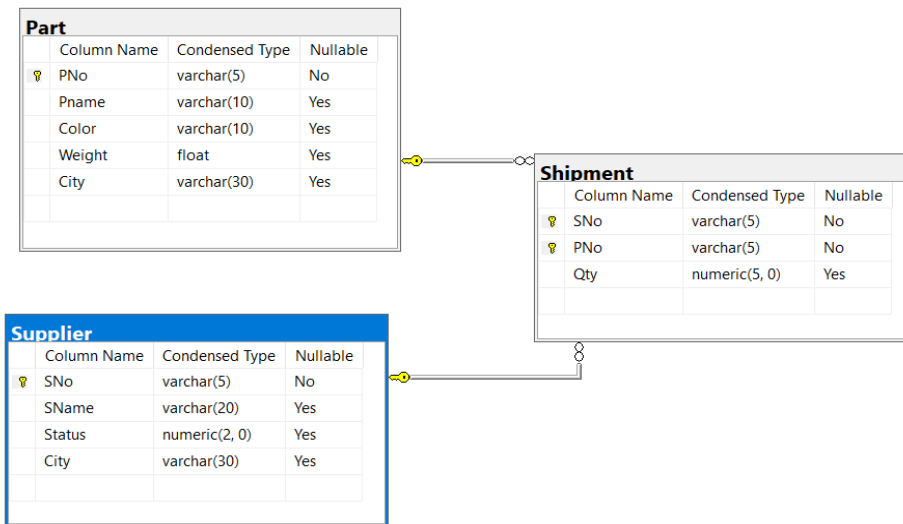 Part
Column Name Condensed Type Nullable
PNo varchar(5) No
Pname varchar(10) Yes
Color varchar(10) Yes
Weight float Yes
City varchar(30) Yes
Shipment
Column Name Condensed Type Nullable
SNo varchar(5) No
PNo varchar(5) No
Qty numeric(5, 0) Yes
Supplier
Column Name Condensed Type Nullable
SNo varchar(5) No
SName varchar(20) Yes
Status numeric(2, 0) Yes
City varchar(30) Yes